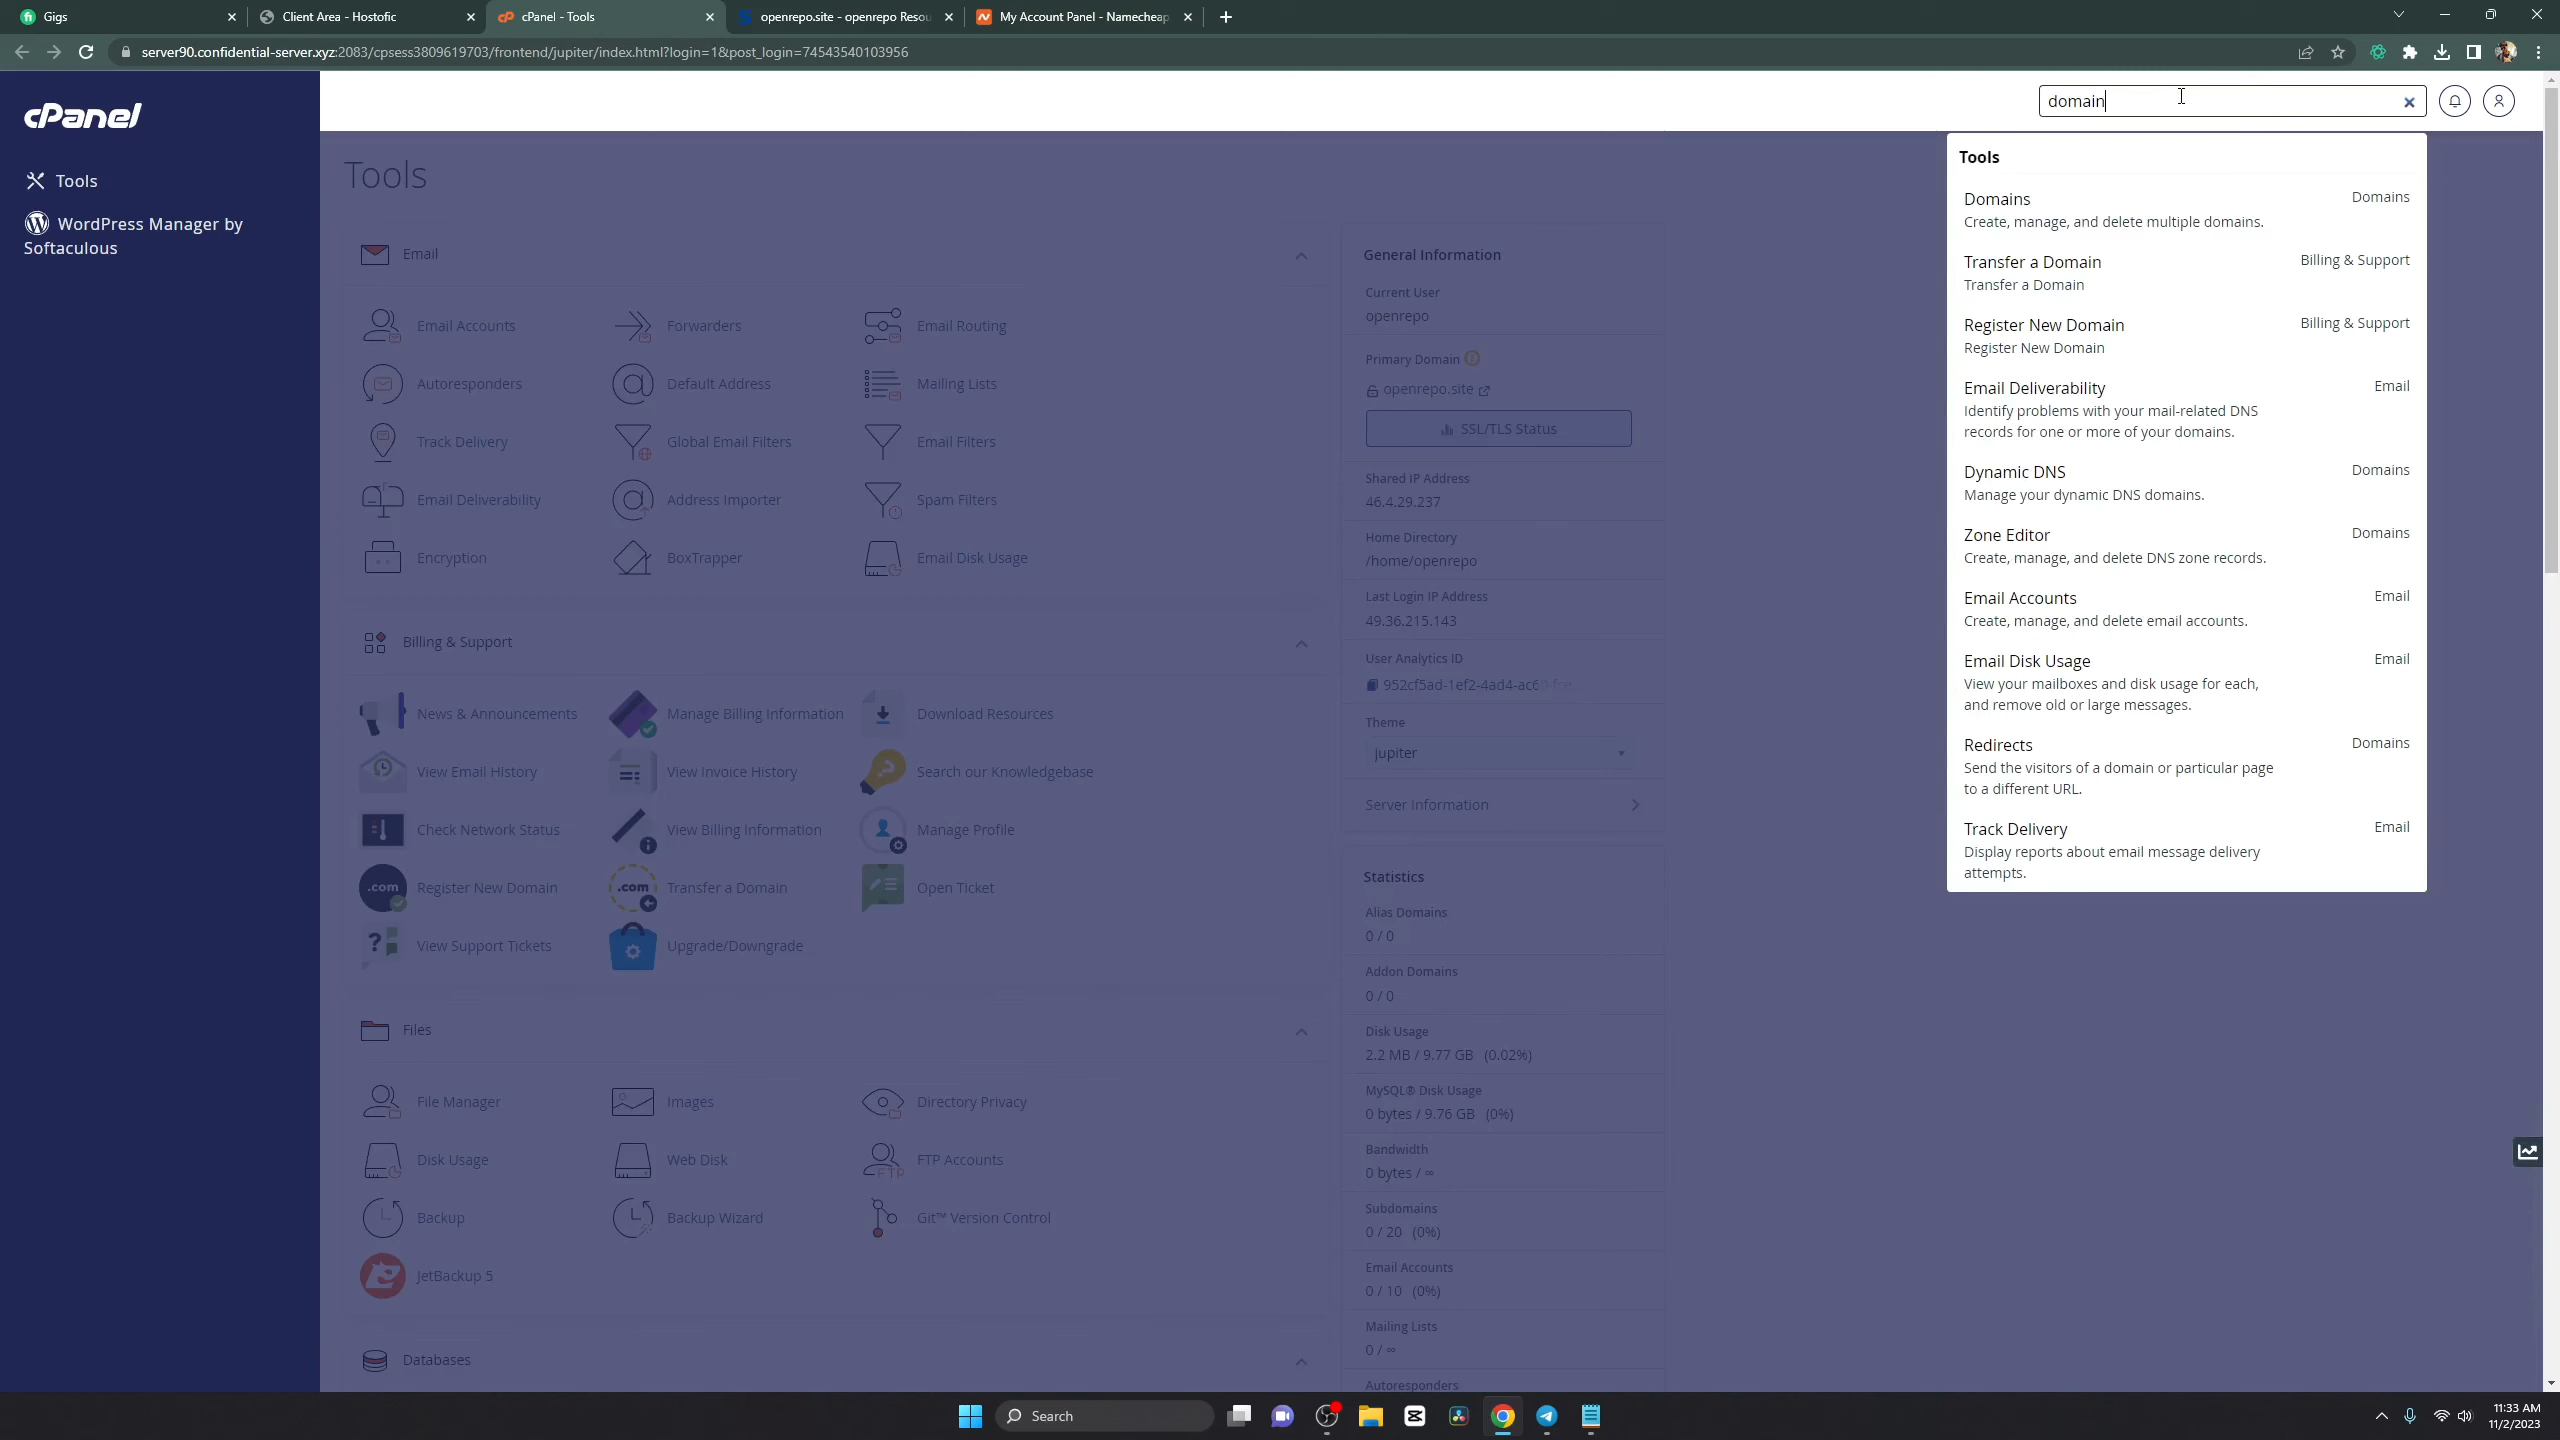 Gigs
Client Area - Hostofic
cPanel - Tools
openrepo.site - openrepo Resou
My Account Panel - Namecheap
server90.confidential-server.xyz:2083/cpsess3809619703/frontend/jupiter/index.html?login=1&post_login=74543540103956
cPanel
domain
Tools
WordPress Manager by
Softaculous
Tools
Email
Email Accounts
Forwarders
Email Routing
Autoresponders
Default Address
Mailing Lists
Track Delivery
Global Email Filters
Email Filters
Email Deliverability
Address Importer
Spam Filters
Encryption
BoxTrapper
Email Disk Usage
Billing & Support
News & Announcements
Manage Billing Information
Download Resources
View Email History
View Invoice History
Search our Knowledgebase
Check Network Status
View Billing Information
Manage Profile
.com
Register New Domain
.com
Transfer a Domain
Open Ticket
View Support Tickets
Upgrade/Downgrade
Files
File Manager
Images
Directory Privacy
Disk Usage
Web Disk
FTP
FTP Accounts
Backup
Backup Wizard
Git™ Version Control
JetBackup 5
Databases
General Information
Current User
openrepo
Primary Domain
openrepo.site
SSL/TLS Status
Shared IP Address
46.4.29.237
Home Directory
/home/openrepo
Last Login IP Address
49.36.215.143
User Analytics ID
952cf5ad-1ef2-4ad4-ac60-fce
Theme
jupiter
Server Information
Statistics
Alias Domains
0 / 0
Addon Domains
0 / 0
Disk Usage
2.2 MB / 9.77 GB (0.02%)
MySQL® Disk Usage
0 bytes / 9.76 GB (0%)
Bandwidth
0 bytes / ∞
Subdomains
0 / 20 (0%)
Email Accounts
0 / 10 (0%)
Mailing Lists
0 / ∞
Autoresponders
Tools
Domains
Domains
Create, manage, and delete multiple domains.
Transfer a Domain
Billing & Support
Transfer a Domain
Register New Domain
Billing & Support
Register New Domain
Email Deliverability
Email
Identify problems with your mail-related DNS
records for one or more of your domains.
Dynamic DNS
Domains
Manage your dynamic DNS domains.
Zone Editor
Domains
Create, manage, and delete DNS zone records.
Email Accounts
Email
Create, manage, and delete email accounts.
Email Disk Usage
Email
View your mailboxes and disk usage for each,
and remove old or large messages.
Redirects
Domains
Send the visitors of a domain or particular page
to a different URL.
Track Delivery
Email
Display reports about email message delivery
attempts.
Search
11:33 AM
11/2/2023